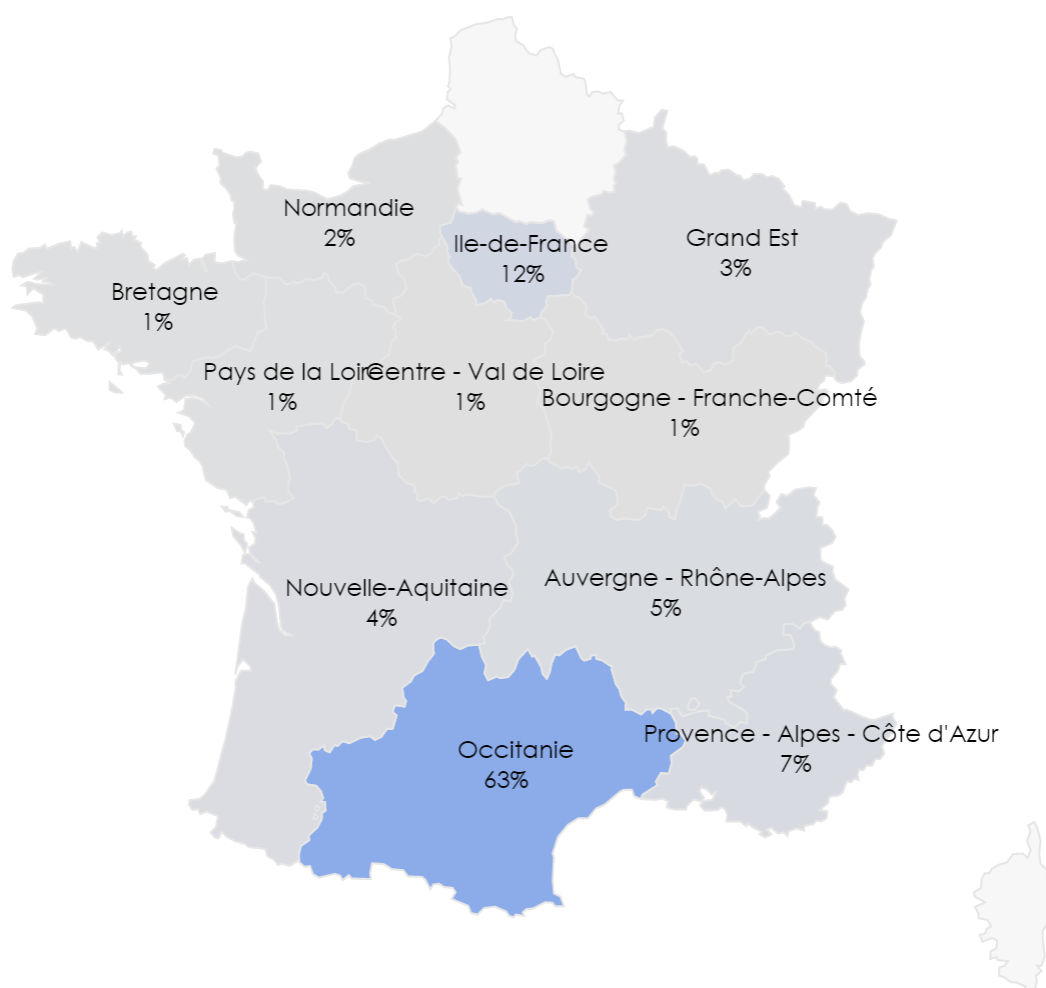 Normandie
2%
Ile-de-France
12%
Grand Est
3%
Bretagne
1%
Pays de la Loire
1%
Centre - Val de Loire
1%
Bourgogne - Franche-Comté
1%
Nouvelle-Aquitaine
4%
Auvergne - Rhône-Alpes
5%
Occitanie
63%
Provence - Alpes - Côte d'Azur
7%